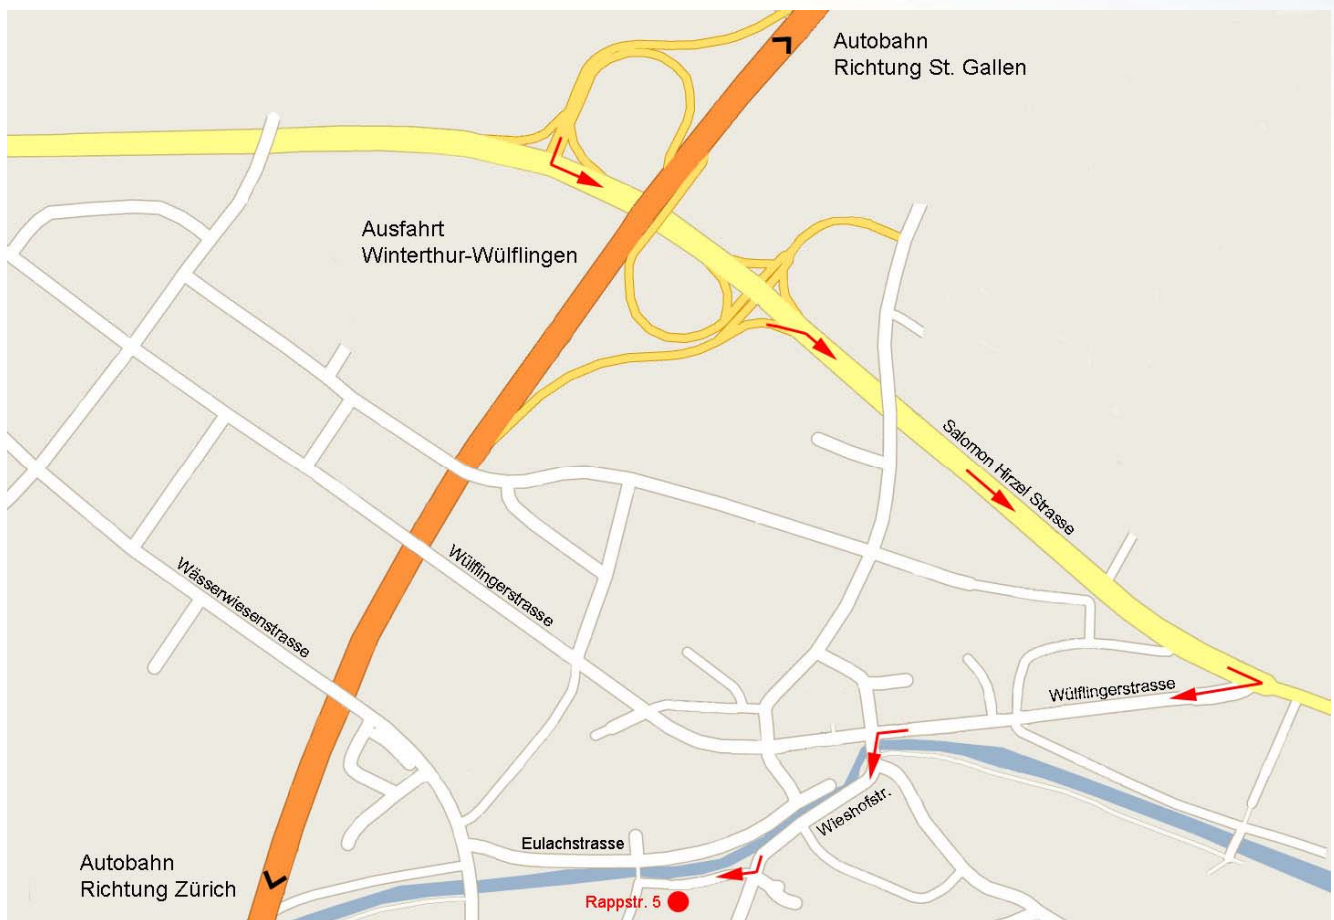 Autobahn
Richtung St. Gallen
Ausfahrt
Winterthur-Wülflingen
Salomon Hirzel Strasse
Wülflingerstrasse
Wässerwiesenstrasse
Wülflingerstrasse
Wieshofstr.
Eulachstrasse
Autobahn
Richtung Zürich
Rappstr. 5